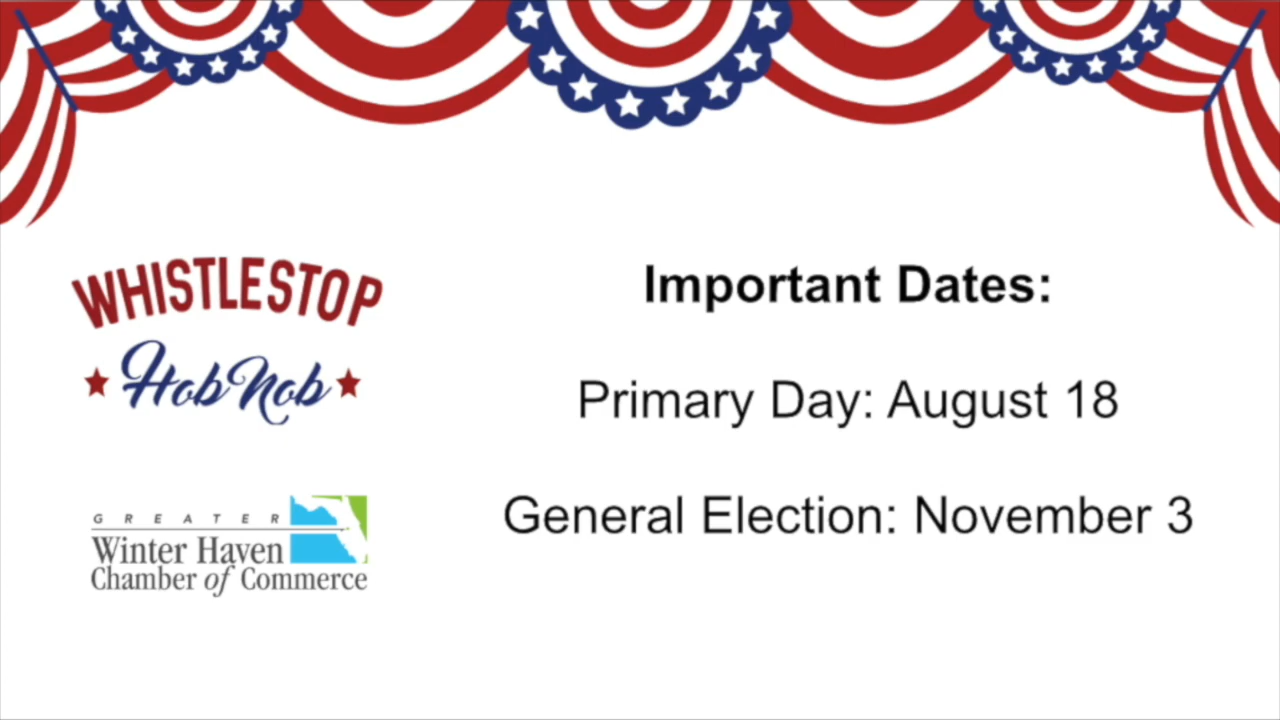 WHISTLESTOP
HobNob
GREATER
Winter Haven
Chamber of Commerce
Important Dates:
Primary Day: August 18
General Election: November 3